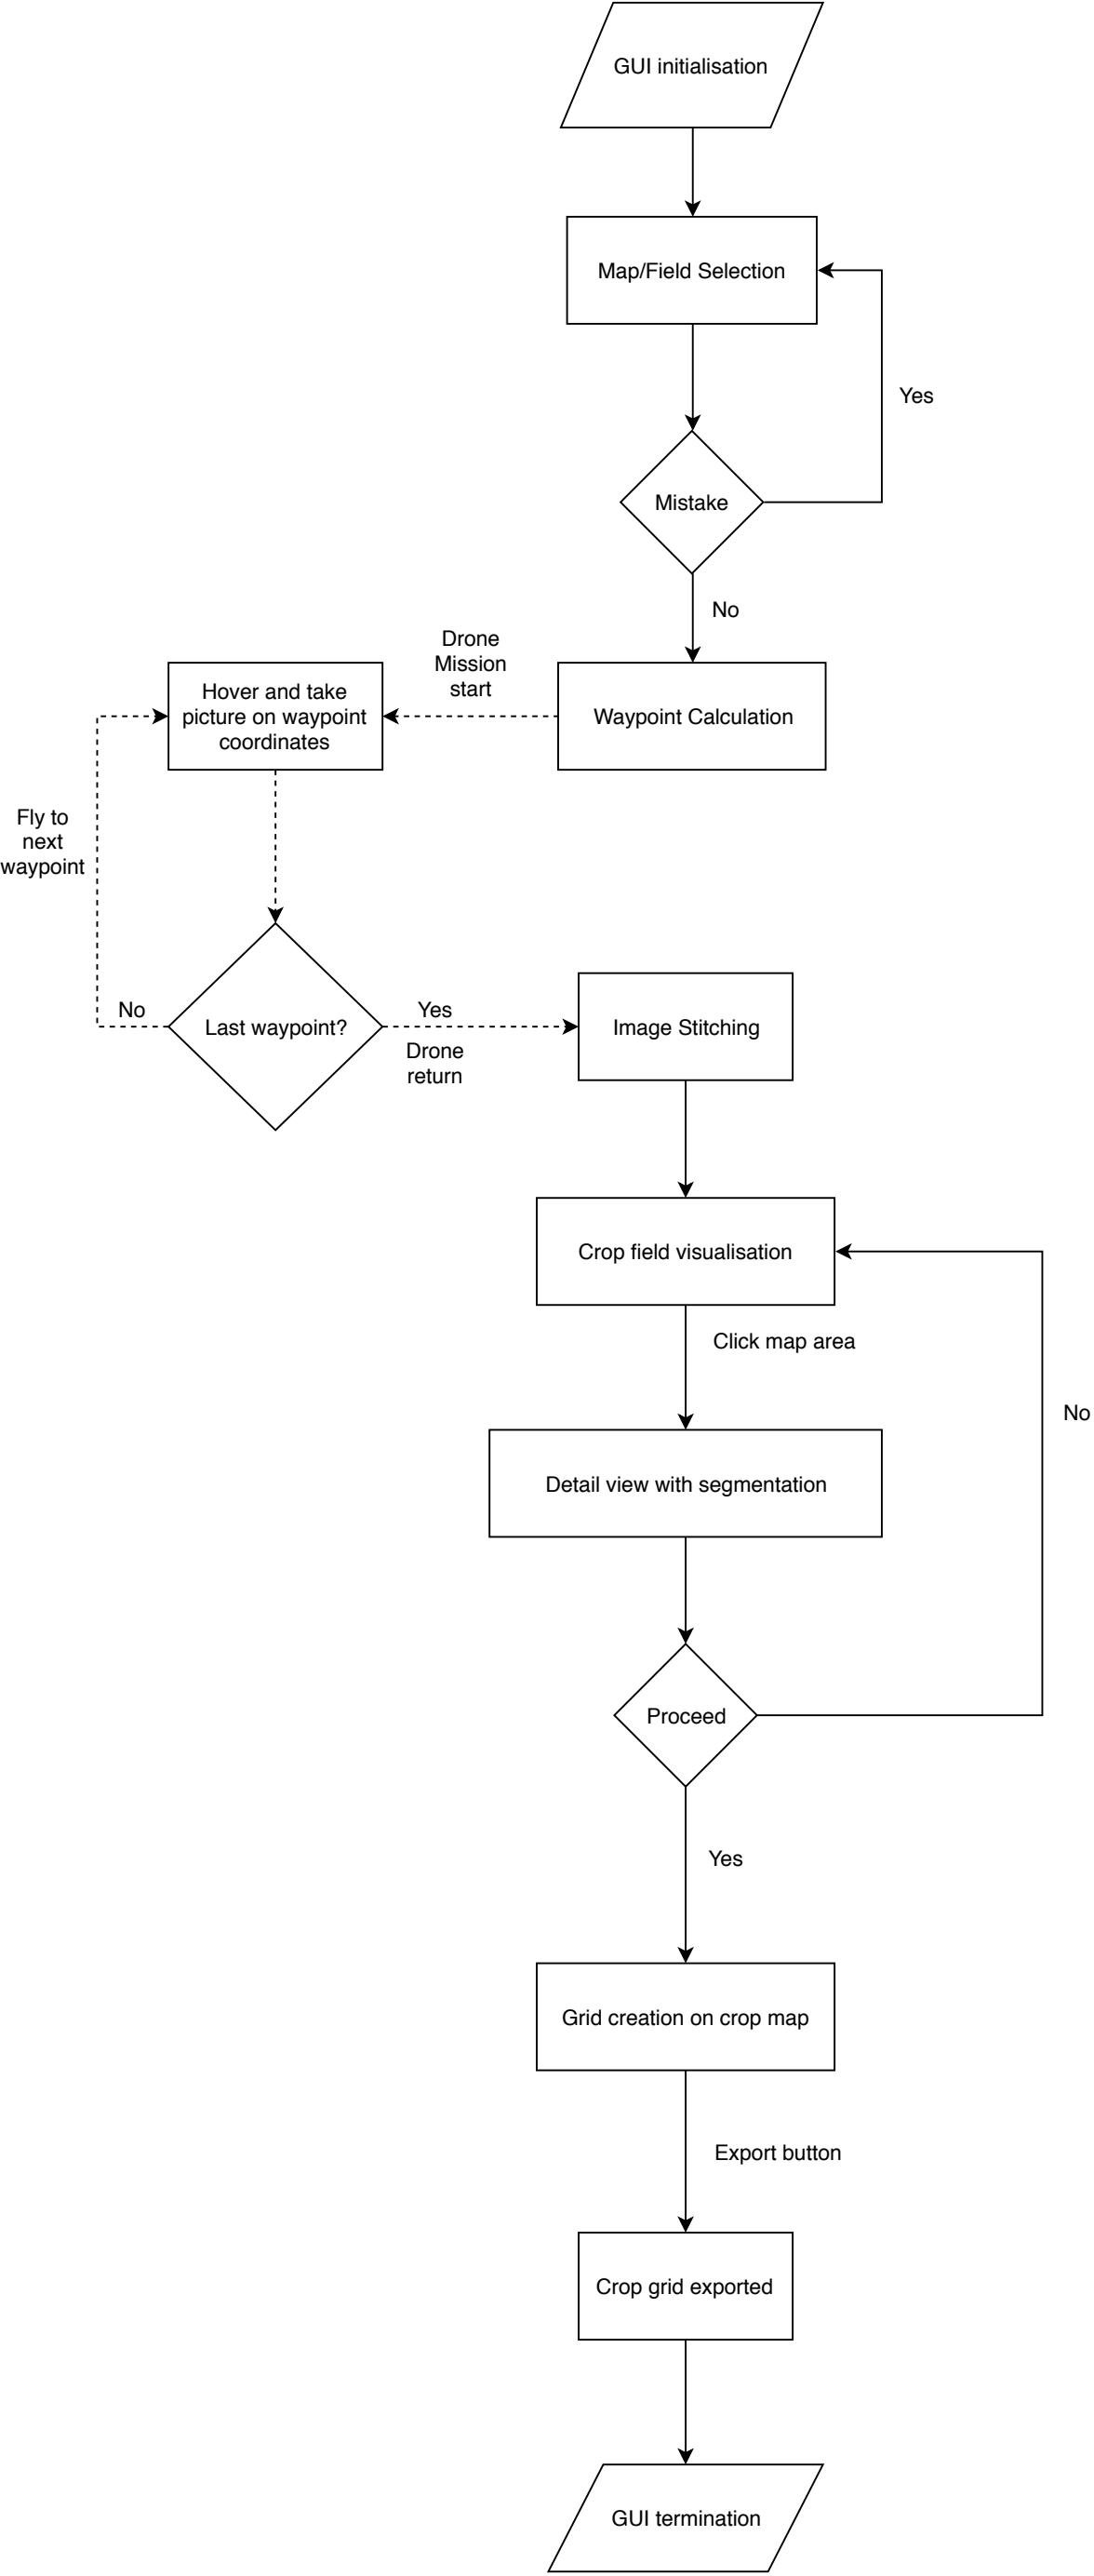 GUI initialisation
Map/Field Selection
Yes
Mistake
No
Drone
Mission
start
Hover and take
picture on waypoint
coordinates
Waypoint Calculation
Fly to
next
waypoint
No
Last waypoint?
Yes
Drone
return
Image Stitching
Crop field visualisation
Click map area
No
Detail view with segmentation
Proceed
Yes
Grid creation on crop map
Export button
Crop grid exported
GUI termination